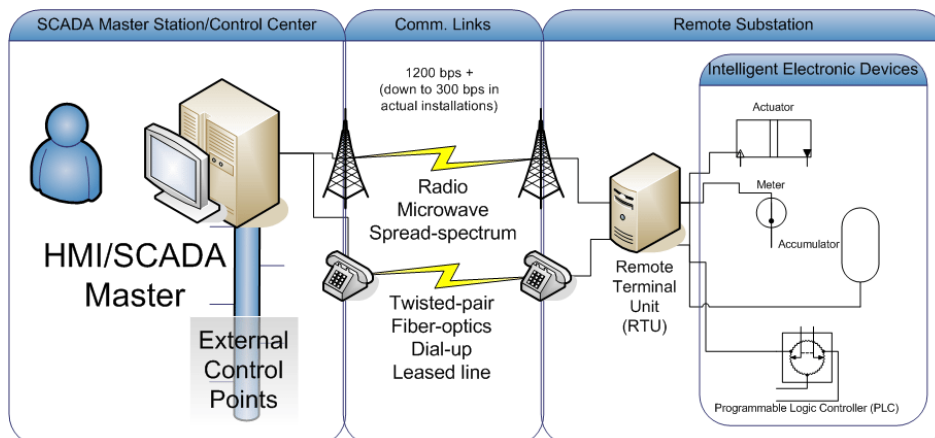 SCADA Master Station/Control Center
HMI/SCADA
Master
External
Control
Points
Comm. Links
1200 bps +
(down to 300 bps in
actual installations)
Radio
Microwave
Spread-spectrum
Twisted-pair
Fiber-optics
Dial-up
Leased line
Remote Substation
Remote
Terminal
Unit
(RTU)
Intelligent Electronic Devices
Actuator
Meter
Accumulator
Programmable Logic Controller (PLC)